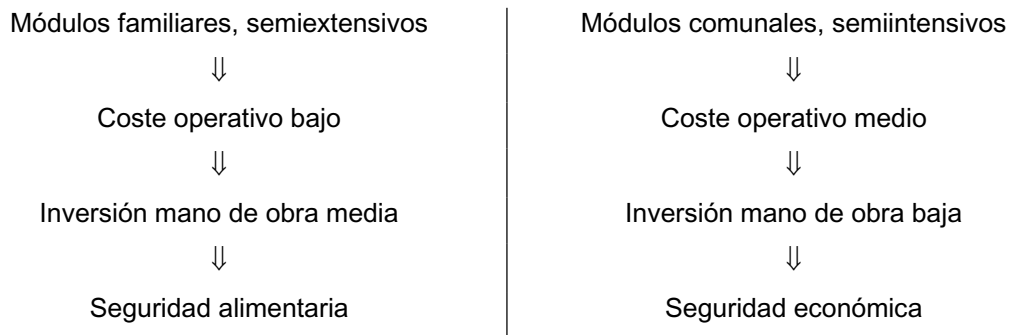 Módulos familiares, semiextensivos
⇓
Coste operativo bajo
⇓
Inversión mano de obra media
⇓
Seguridad alimentaria
Módulos comunales, semiintensivos
⇓
Coste operativo medio
⇓
Inversión mano de obra baja
⇓
Seguridad económica